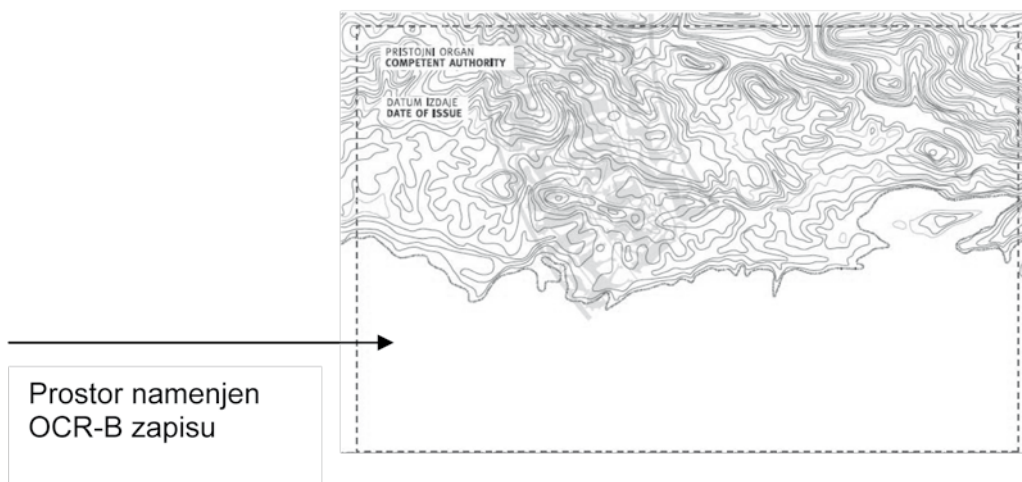 PRISTOJNI ORGAN
COMPETENT AUTHORITY
DATUM IZDAJE
DATE OF ISSUE
Prostor namenjen
OCR-B zapisu